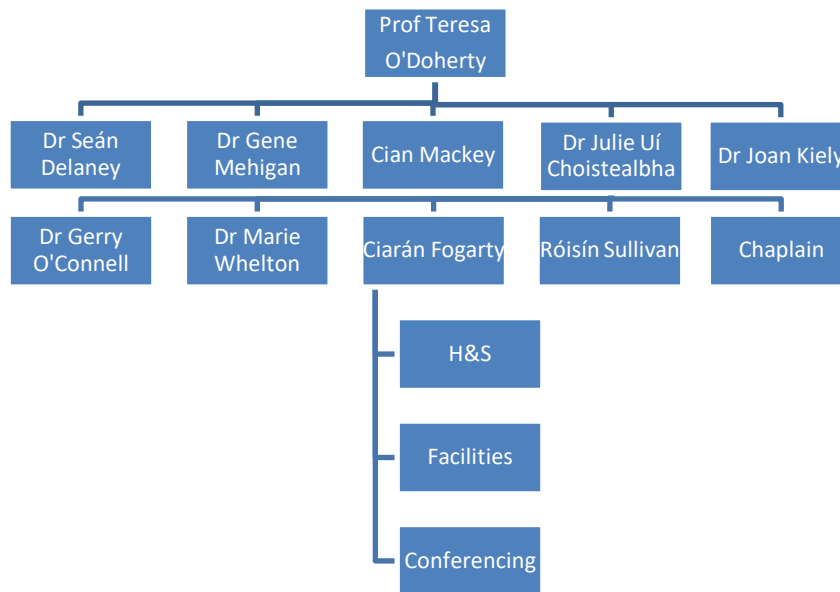 Prof Teresa
O'Doherty
Dr Seán
Delaney
Dr Gene
Mehigan
Cian Mackey
Dr Julie Uí
Choistealbha
Dr Joan Kiely
Dr Gerry
O'Connell
Dr Marie
Whelton
Ciarán Fogarty
Róisín Sullivan
Chaplain
H&S
Facilities
Conferencing